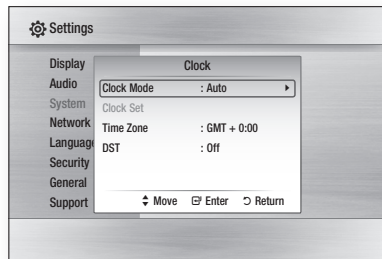 Settings
Display
Audio
System
Network
Language
Security
General
Support
Clock
Clock Mode : Auto
Clock Set
Time Zone : GMT + 0:00
DST : Off
Move Enter Return